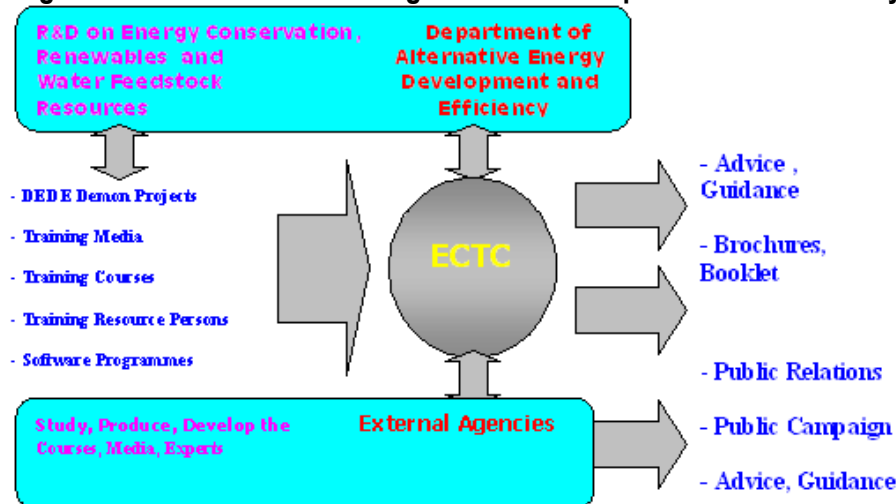 R&D on Energy Conservation,
Renewables and
Water Feedstock
Resources
Department of
Alternative Energy
Development and
Efficiency
- DEDE Demon Projects
- Training Media
- Training Courses
- Training Resource Persons
- Software Programmes
ECTC
- Advice ,
Guidance
- Brochures,
Booklet
- Public Relations
- Public Campaign
- Advice, Guidance
Study, Produce, Develop the
Courses, Media, Experts
External Agencies